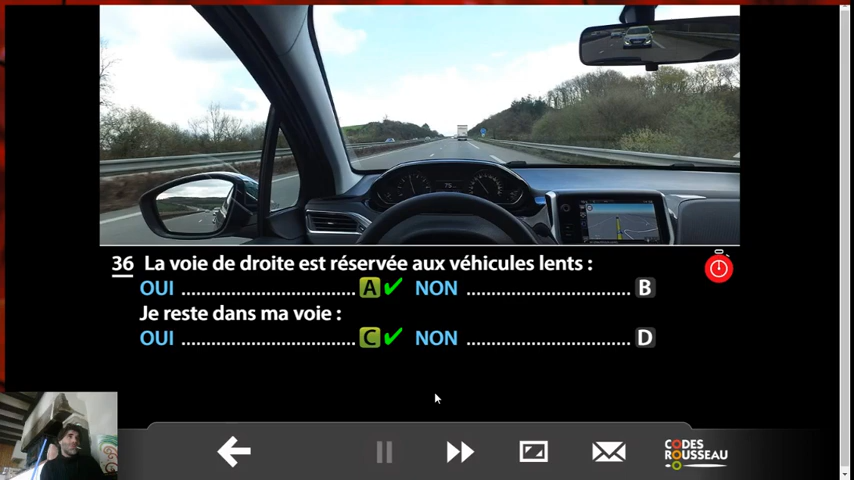 36 La voie de droite est réservée aux véhicules lents :
OUI ........................................ A ✔ NON ........................................ B
Je reste dans ma voie :
OUI ........................................ C ✔ NON ........................................ D
CODES
ROUSSEAU